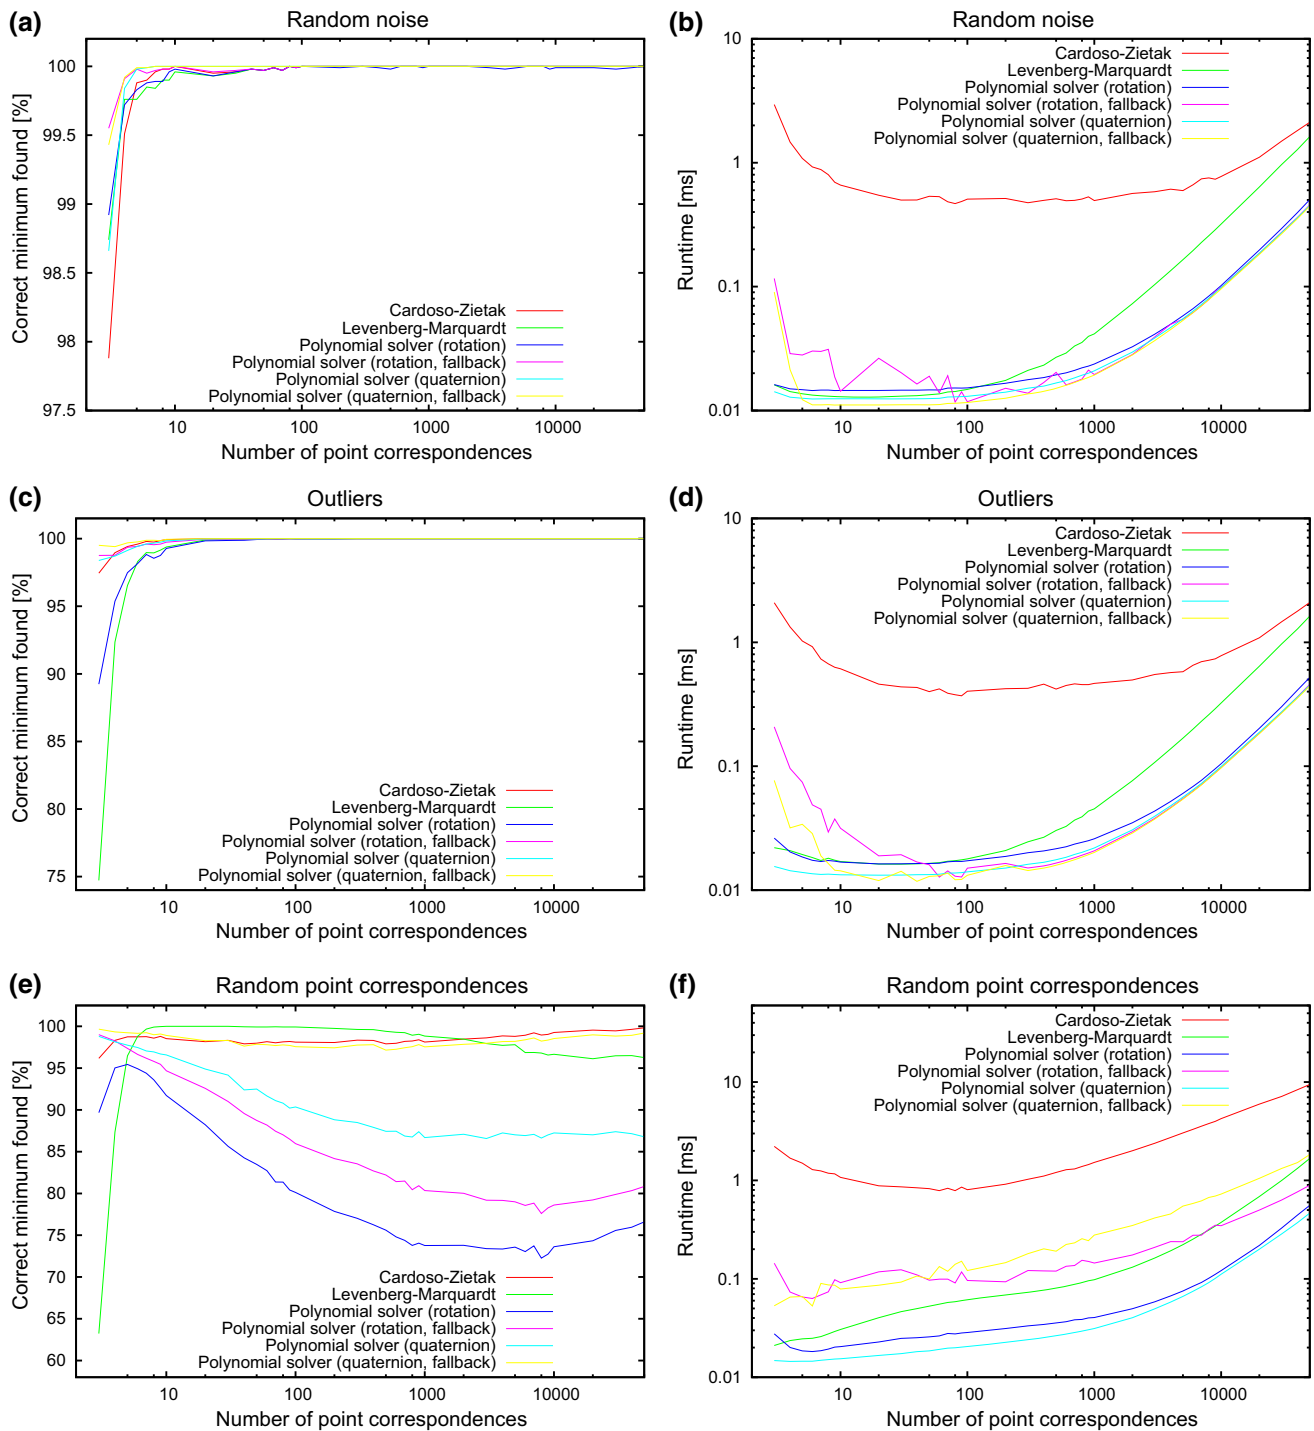 (a)
Random noise
Correct minimum found [%]
100
99.5
99
98.5
98
97.5
Cardoso-Zietak
Levenberg-Marquardt
Polynomial solver (rotation)
Polynomial solver (rotation, fallback)
Polynomial solver (quaternion)
Polynomial solver (quaternion, fallback)
10
100
1000
10000
Number of point correspondences
(b)
Random noise
Runtime [ms]
10
1
0.1
0.01
Cardoso-Zietak
Levenberg-Marquardt
Polynomial solver (rotation)
Polynomial solver (rotation, fallback)
Polynomial solver (quaternion)
Polynomial solver (quaternion, fallback)
10
100
1000
10000
Number of point correspondences
(c)
Outliers
Correct minimum found [%]
100
95
90
85
80
75
Cardoso-Zietak
Levenberg-Marquardt
Polynomial solver (rotation)
Polynomial solver (rotation, fallback)
Polynomial solver (quaternion)
Polynomial solver (quaternion, fallback)
10
100
1000
10000
Number of point correspondences
(d)
Outliers
Runtime [ms]
10
1
0.1
0.01
Cardoso-Zietak
Levenberg-Marquardt
Polynomial solver (rotation)
Polynomial solver (rotation, fallback)
Polynomial solver (quaternion)
Polynomial solver (quaternion, fallback)
10
100
1000
10000
Number of point correspondences
(e)
Random point correspondences
Correct minimum found [%]
100
95
90
85
80
75
70
65
60
Cardoso-Zietak
Levenberg-Marquardt
Polynomial solver (rotation)
Polynomial solver (rotation, fallback)
Polynomial solver (quaternion)
Polynomial solver (quaternion, fallback)
10
100
1000
10000
Number of point correspondences
(f)
Random point correspondences
Runtime [ms]
10
1
0.1
0.01
Cardoso-Zietak
Levenberg-Marquardt
Polynomial solver (rotation)
Polynomial solver (rotation, fallback)
Polynomial solver (quaternion)
Polynomial solver (quaternion, fallback)
10
100
1000
10000
Number of point correspondences